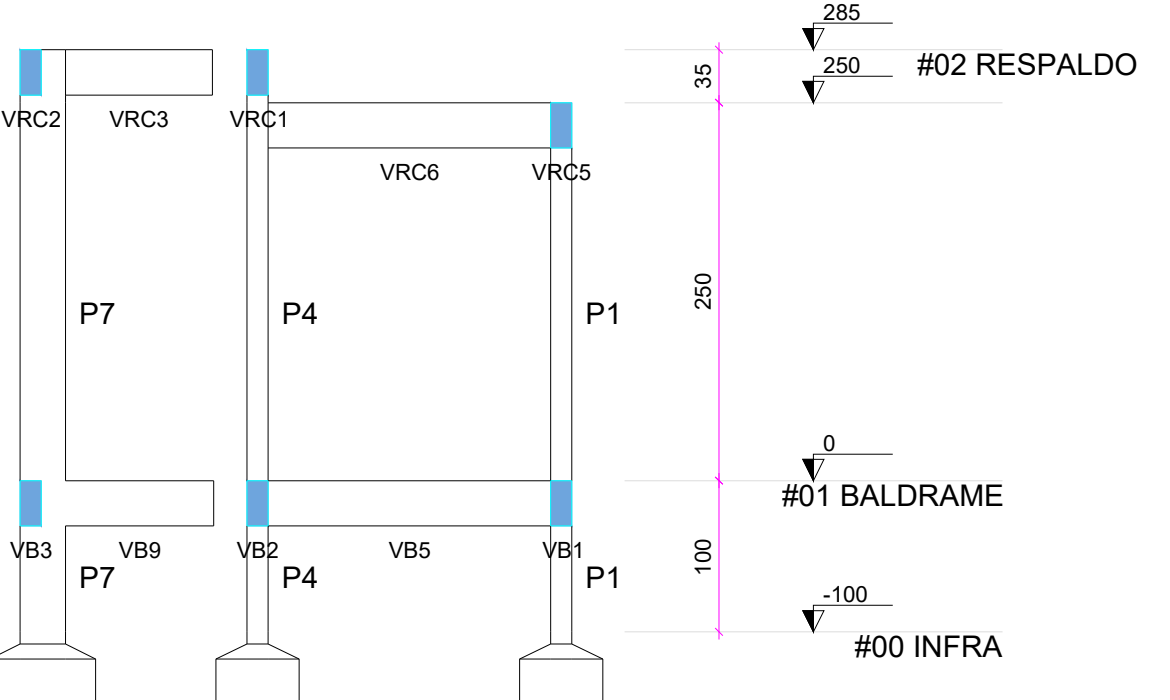 285
#02 RESPALDO
35
250
VRC2
VRC3
VRC1
VRC6
VRC5
P7
P4
P1
250
0
#01 BALDRAME
VB3
VB9
VB2
VB5
VB1
P7
P4
P1
100
-100
#00 INFRA